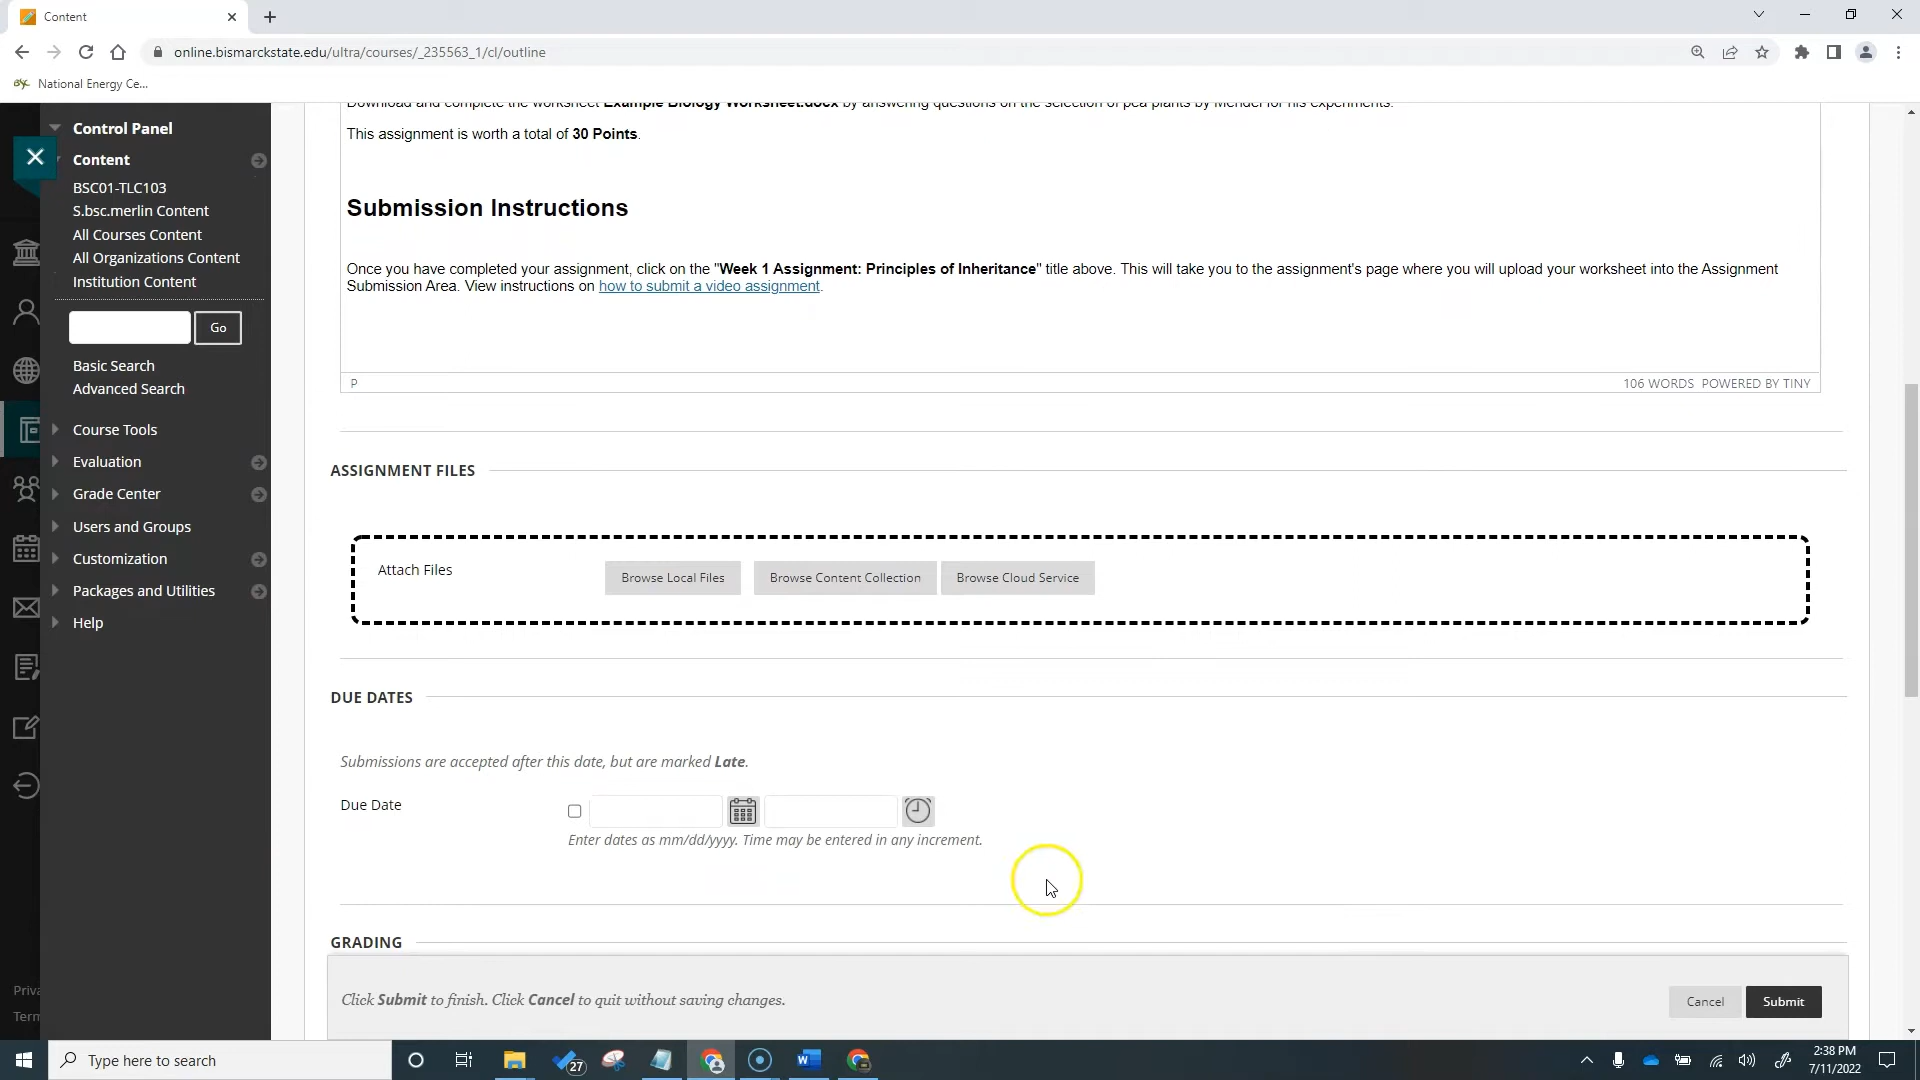 Content
online.bismarckstate.edu/ultra/courses/_235563_1/cl/outline
National Energy Ce...
Control Panel
Content
BSC01-TLC103
S.bsc.merlin Content
All Courses Content
All Organizations Content
Institution Content
Go
Basic Search
Advanced Search
Course Tools
Evaluation
Grade Center
Users and Groups
Customization
Packages and Utilities
Help
Priva
Term
Download and complete the worksheet Example Biology Worksheet.docx by answering questions on the selection of pea plants by Mendel for his experiments.
This assignment is worth a total of 30 Points.
Submission Instructions
Once you have completed your assignment, click on the "Week 1 Assignment: Principles of Inheritance" title above. This will take you to the assignment's page where you will upload your worksheet into the Assignment
Submission Area. View instructions on how to submit a video assignment.
P 106 WORDS POWERED BY TINY
ASSIGNMENT FILES
Attach Files Browse Local Files Browse Content Collection Browse Cloud Service
DUE DATES
Submissions are accepted after this date, but are marked Late.
Due Date
Enter dates as mm/dd/yyyy. Time may be entered in any increment.
GRADING
Click Submit to finish. Click Cancel to quit without saving changes.
Cancel Submit
Type here to search
27
2:38 PM
7/11/2022